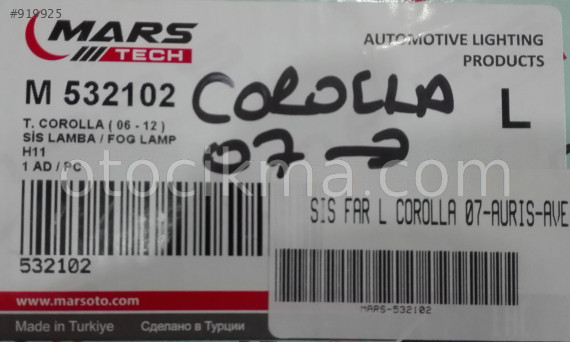 #919925
MARS
TECH
AUTOMOTIVE LIGHTING
PRODUCTS
M 532102
COROLLA
07 →
L
T. COROLLA ( 06 - 12 )
SİS LAMBA / FOG LAMP
H11
1 AD / PC
otocikma.com
SIS FAR L COROLLA 07-AURIS-AVE
532102
MARS-532102
www.marsoto.com
Made in Turkiye Сделано в Турции